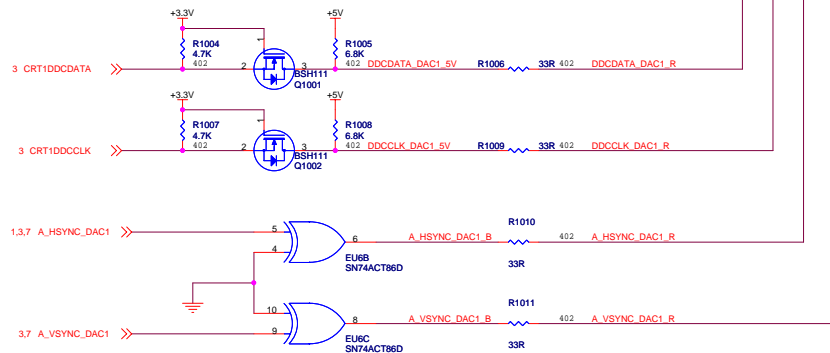 +3.3V
+5V
1
R1004
4.7K
402
R1005
6.8K
402
3 CRT1DDCDATA
2
3
BSH111
Q1001
DDCDATA_DAC1_5V
R1006
33R
402
DDCDATA_DAC1_R
+3.3V
+5V
1
R1007
4.7K
402
R1008
6.8K
402
3 CRT1DDCCLK
2
3
BSH111
Q1002
DDCCLK_DAC1_5V
R1009
33R
402
DDCCLK_DAC1_R
1,3,7 A_HSYNC_DAC1
5
4
6
EU6B
SN74ACT86D
A_HSYNC_DAC1_B
R1010
33R
402
A_HSYNC_DAC1_R
3,7 A_VSYNC_DAC1
10
9
8
EU6C
SN74ACT86D
A_VSYNC_DAC1_B
R1011
33R
402
A_VSYNC_DAC1_R